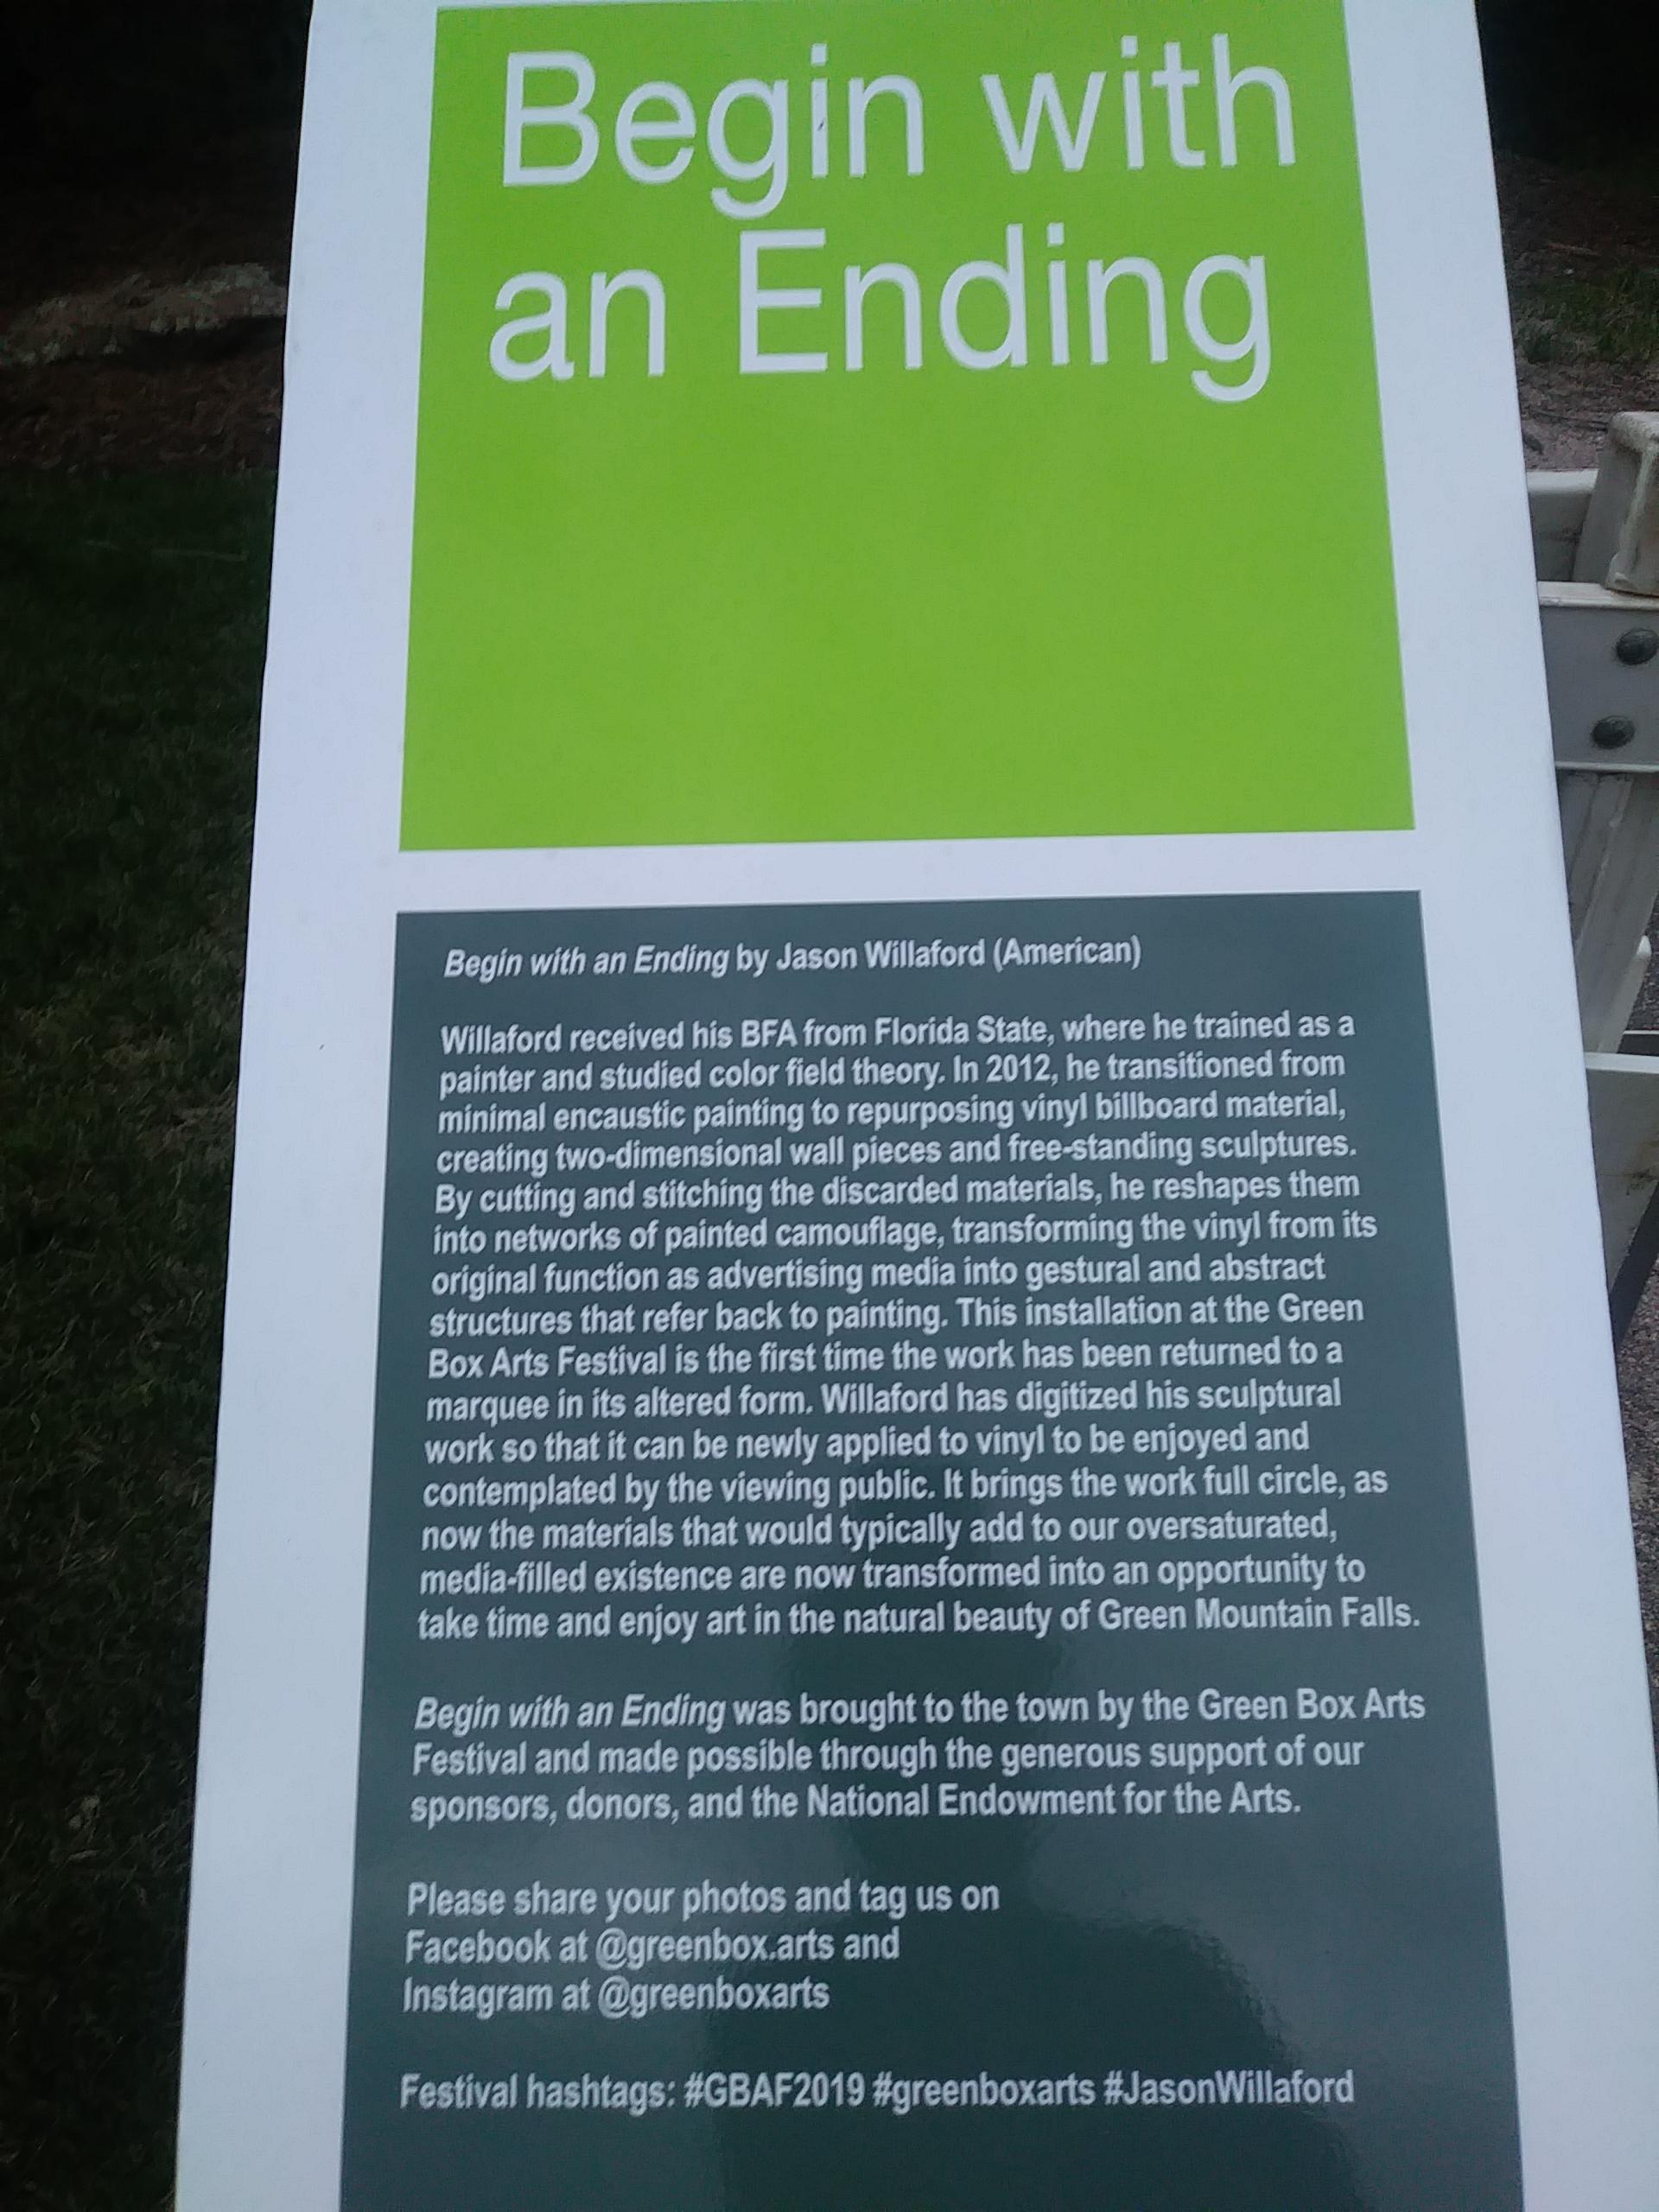 Begin with
an Ending
Begin with an Ending by Jason Willaford (American)
Willaford received his BFA from Florida State, where he trained as a
painter and studied color field theory. In 2012, he transitioned from
minimal encaustic painting to repurposing vinyl billboard material,
creating two-dimensional wall pieces and free-standing sculptures.
By cutting and stitching the discarded materials, he reshapes them
into networks of painted camouflage, transforming the vinyl from its
original function as advertising media into gestural and abstract
structures that refer back to painting. This installation at the Green
Box Arts Festival is the first time the work has been returned to a
marquee in its altered form. Willaford has digitized his sculptural
work so that it can be newly applied to vinyl to be enjoyed and
contemplated by the viewing public. It brings the work full circle, as
now the materials that would typically add to our oversaturated,
media-filled existence are now transformed into an opportunity to
take time and enjoy art in the natural beauty of Green Mountain Falls.
Begin with an Ending was brought to the town by the Green Box Arts
Festival and made possible through the generous support of our
sponsors, donors, and the National Endowment for the Arts.
Please share your photos and tag us on
Facebook at @greenbox.arts and
Instagram at @greenboxarts
Festival hashtags: #GBAF2019 #greenboxarts #JasonWillaford